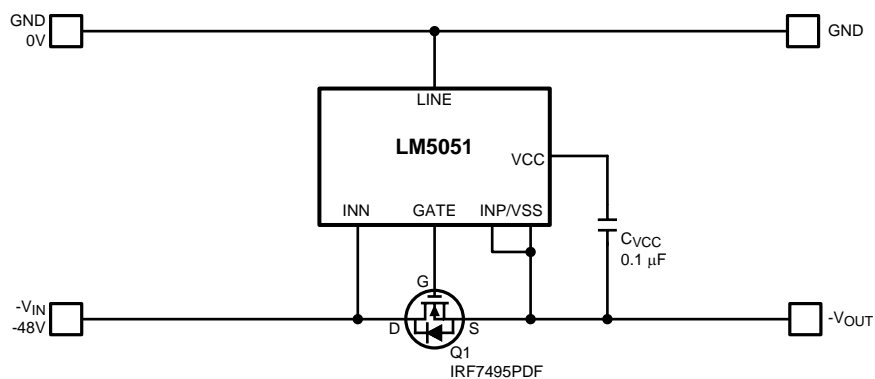 GND
0V
GND
LINE
LM5051
VCC
INN
GATE
INP/VSS
CVCC
0.1 μF
G
-VIN
-48V
D
S
-VOUT
Q1
IRF7495PDF